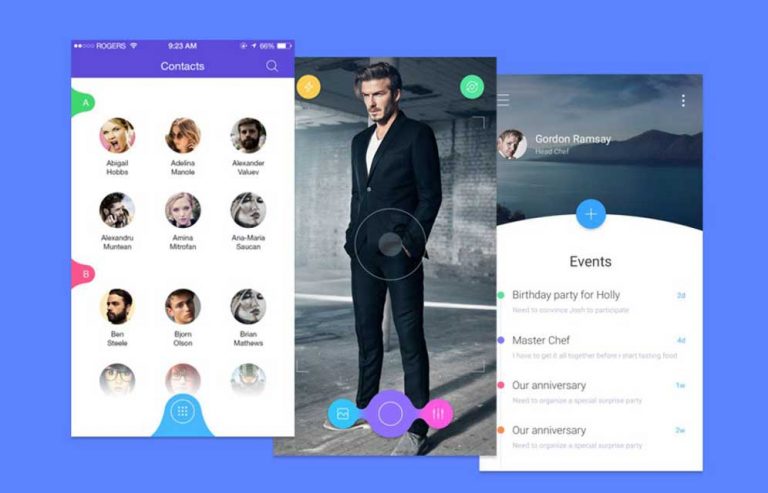 ROGERS 9:23 AM 66%
Contacts
A
Abigail
Hobbs
Adelina
Manole
Alexander
Valuev
Alexandru
Muntean
Amina
Mitrofan
Ana-Maria
Saucan
B
Ben
Steele
Bjorn
Olson
Brian
Mathews
Gordon Ramsay
Head Chef
Events
Birthday party for Holly 2d
Need to convince Josh to participate
Master Chef 4d
I have to get it all together before i start tasting food
Our anniversary 1w
Need to organize a special surprise party
Our anniversary 2w
Need to organize a special surprise party